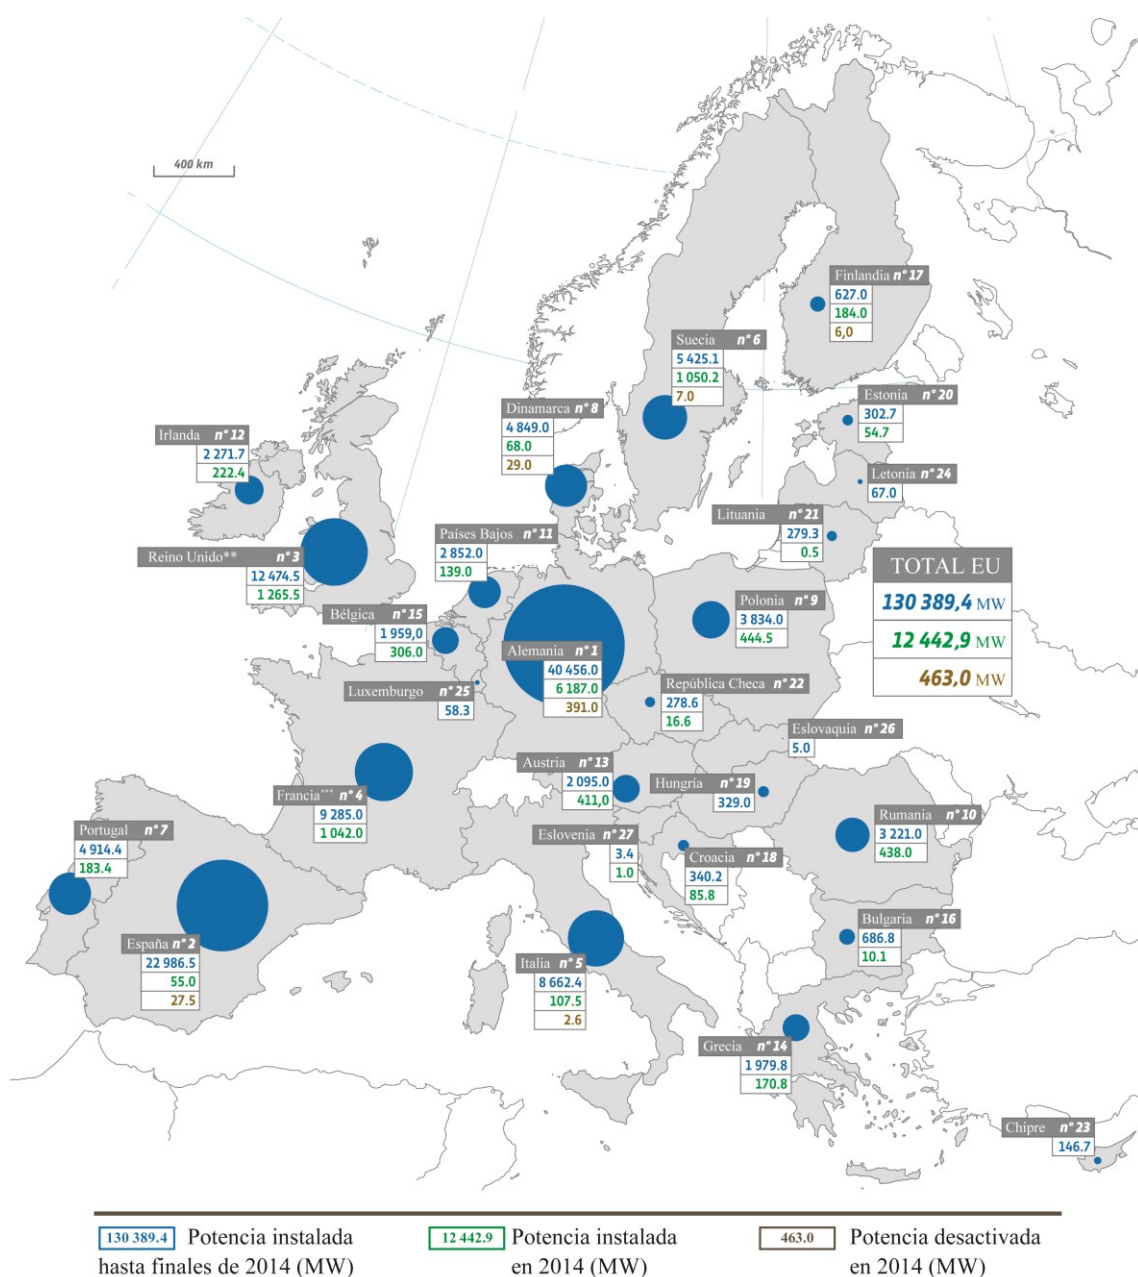 400 km
Finlandia n° 17
627.0
184.0
6,0
Suecia n° 6
5 425.1
1 050.2
7.0
Estonia n° 20
302.7
54.7
Dinamarca n° 8
4 849.0
68.0
29.0
Irlanda n° 12
2 271.7
222.4
Letonia n° 24
67.0
Lituania n° 21
279.3
0.5
Países Bajos n° 11
2 852.0
139.0
Reino Unido** n° 3
12 474.5
1 265.5
TOTAL EU
130 389,4 MW
12 442,9 MW
463,0 MW
Polonia n° 9
3 834.0
444.5
Bélgica n° 15
1 959,0
306.0
Alemania n° 1
40 456.0
6 187.0
391.0
Luxemburgo n° 25
58.3
República Checa n° 22
278.6
16.6
Eslovaquia n° 26
5.0
Austria n° 13
2 095.0
411,0
Hungría n° 19
329.0
Francia*** n° 4
9 285.0
1 042.0
Rumania n° 10
3 221.0
438.0
Portugal n° 7
4 914.4
183.4
Eslovenia n° 27
3.4
1.0
Croacia n° 18
340.2
85.8
Bulgaria n° 16
686.8
10.1
España n° 2
22 986.5
55.0
27.5
Italia n° 5
8 662.4
107.5
2.6
Grecia n° 14
1 979.8
170.8
Chipre n° 23
146.7
130 389.4 Potencia instalada
hasta finales de 2014 (MW)
12 442.9 Potencia instalada
en 2014 (MW)
463.0 Potencia desactivada
en 2014 (MW)